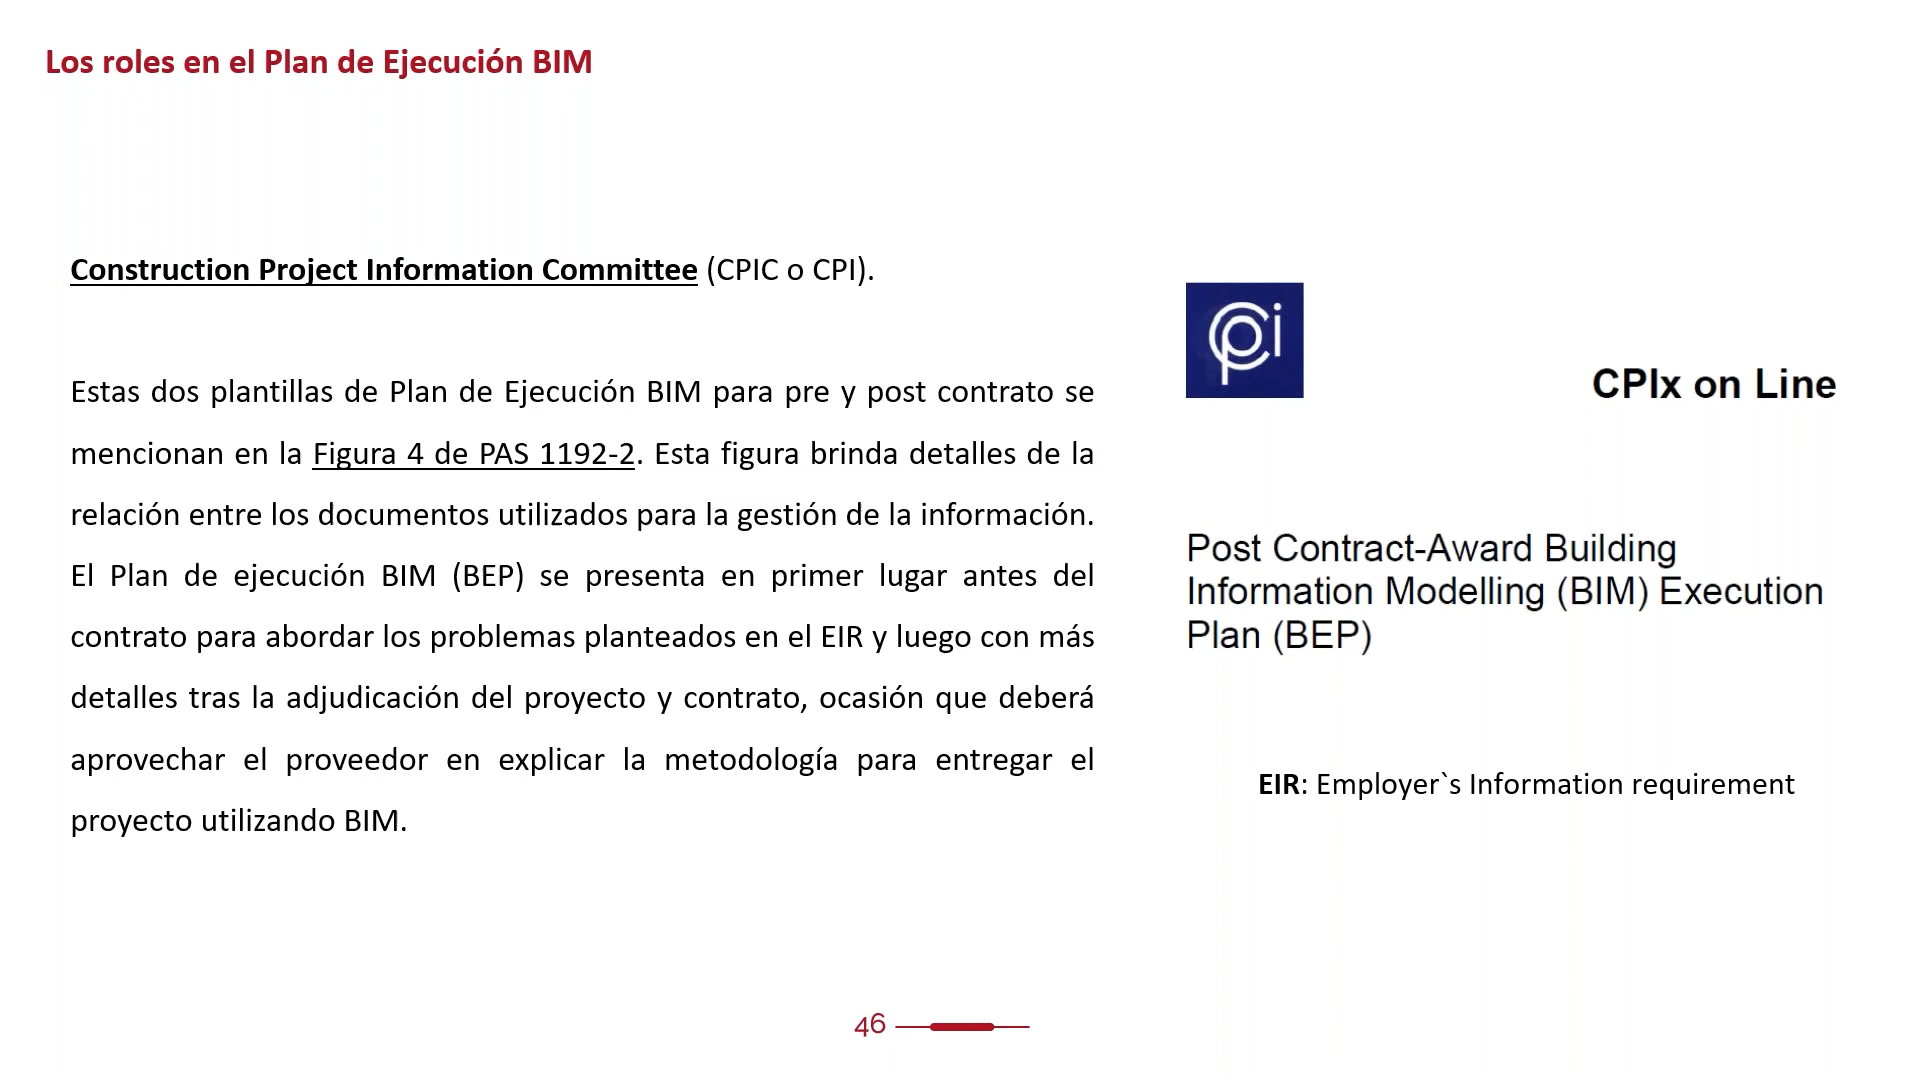 Los roles en el Plan de Ejecución BIM
Construction Project Information Committee (CPIC o CPI).
Estas dos plantillas de Plan de Ejecución BIM para pre y post contrato se
mencionan en la Figura 4 de PAS 1192-2. Esta figura brinda detalles de la
relación entre los documentos utilizados para la gestión de la información.
El Plan de ejecución BIM (BEP) se presenta en primer lugar antes del
contrato para abordar los problemas planteados en el EIR y luego con más
detalles tras la adjudicación del proyecto y contrato, ocasión que deberá
aprovechar el proveedor en explicar la metodología para entregar el
proyecto utilizando BIM.
cpi
CPIx on Line
Post Contract-Award Building
Information Modelling (BIM) Execution
Plan (BEP)
EIR: Employer`s Information requirement
46